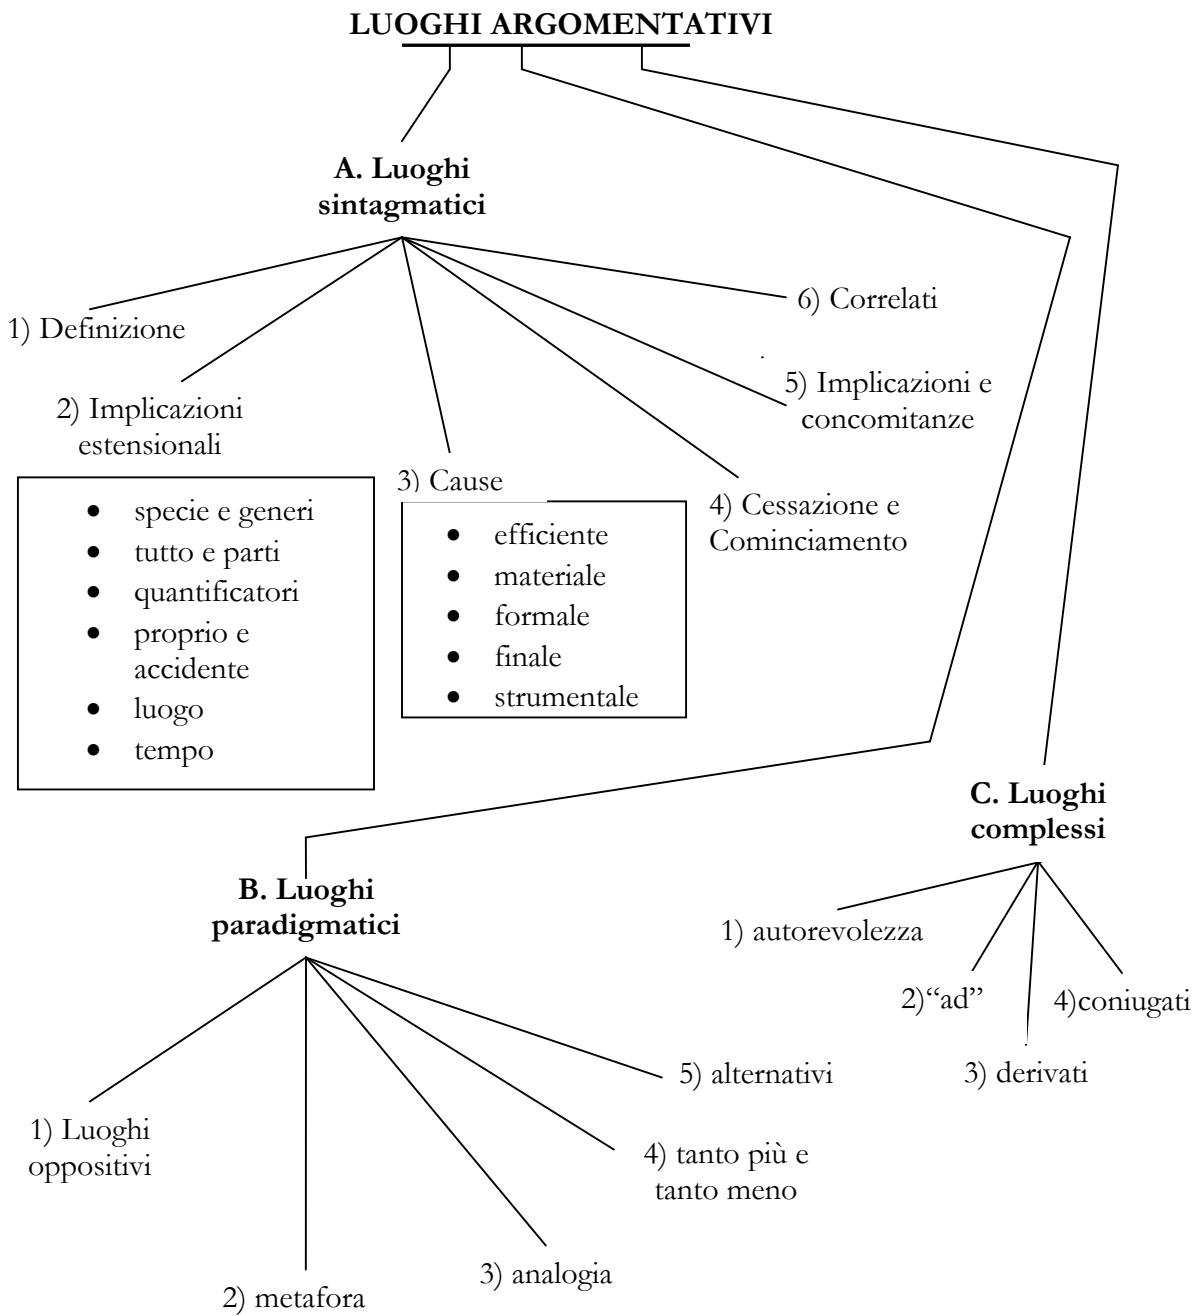 LUOGHI ARGOMENTATIVI
A. Luoghi
sintagmatici
1) Definizione
2) Implicazioni
estensionali
• specie e generi
• tutto e parti
• quantificatori
• proprio e
accidente
• luogo
• tempo
3) Cause
• efficiente
• materiale
• formale
• finale
• strumentale
4) Cessazione e
Cominciamento
5) Implicazioni e
concomitanze
6) Correlati
B. Luoghi
paradigmatici
1) Luoghi
oppositivi
2) metafora
3) analogia
4) tanto più e
tanto meno
5) alternativi
C. Luoghi
complessi
1) autorevolezza
2)“ad”
3) derivati
4)coniugati